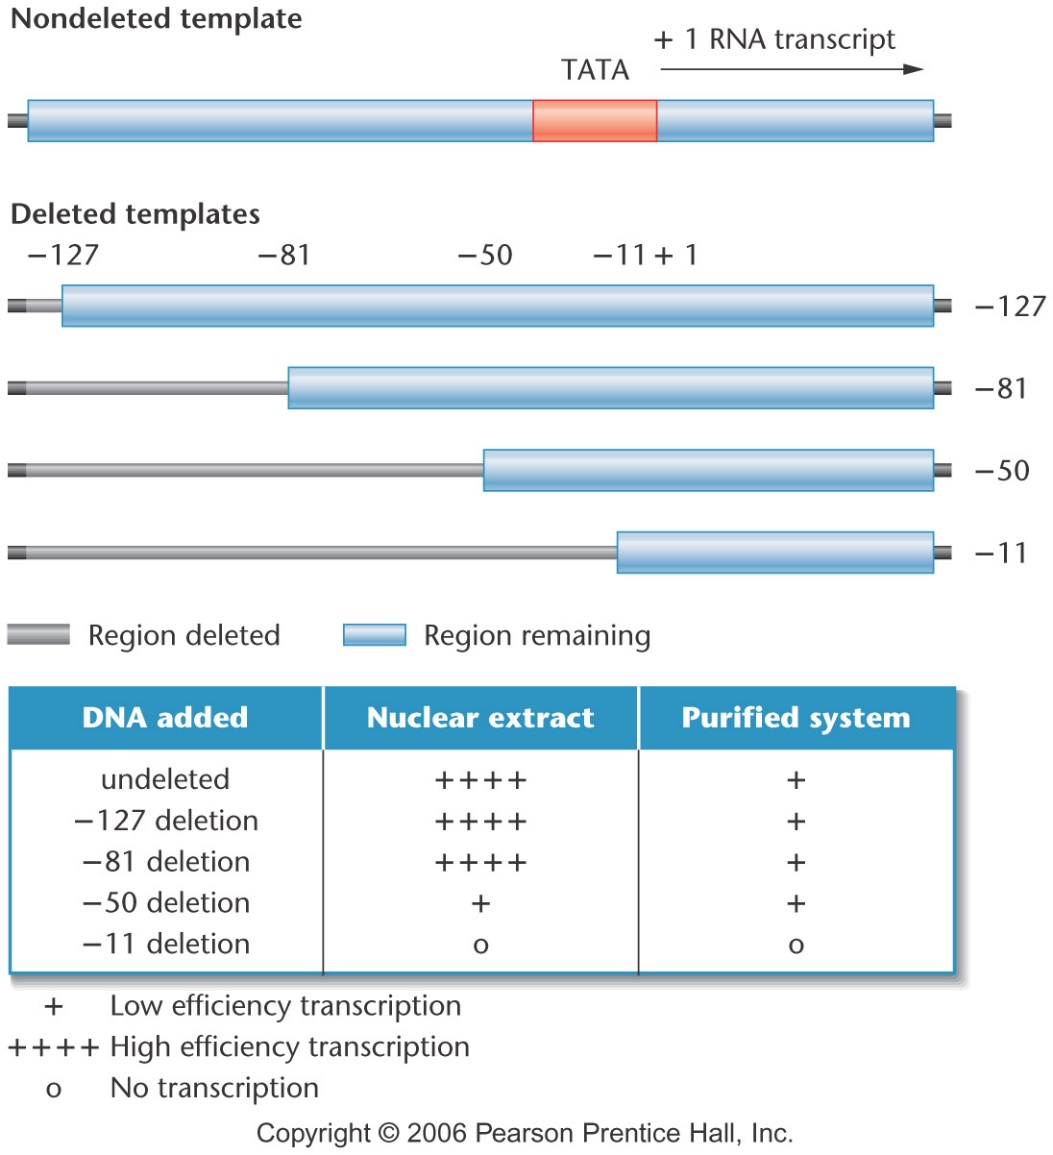 Nondeleted template
+ 1 RNA transcript
TATA
Deleted templates
−127 −81 −50 −11 + 1
−127
−81
−50
−11
Region deleted Region remaining
DNA added Nuclear extract Purified system
undeleted ++++ +
−127 deletion ++++ +
−81 deletion ++++ +
−50 deletion + +
−11 deletion o o
+ Low efficiency transcription
++++ High efficiency transcription
o No transcription
Copyright © 2006 Pearson Prentice Hall, Inc.